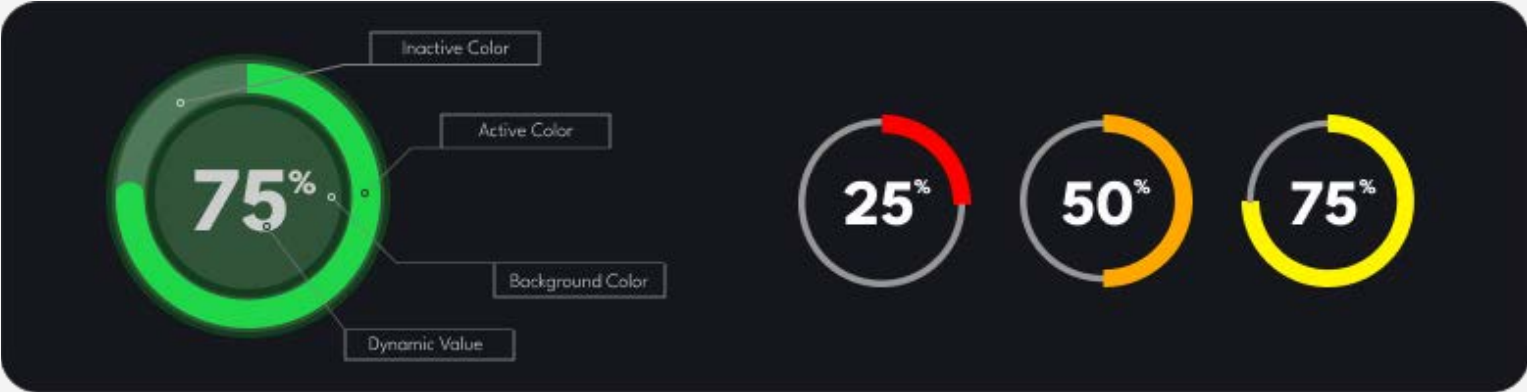 Inactive Color
Active Color
75%
Background Color
Dynamic Value
25%
50%
75%